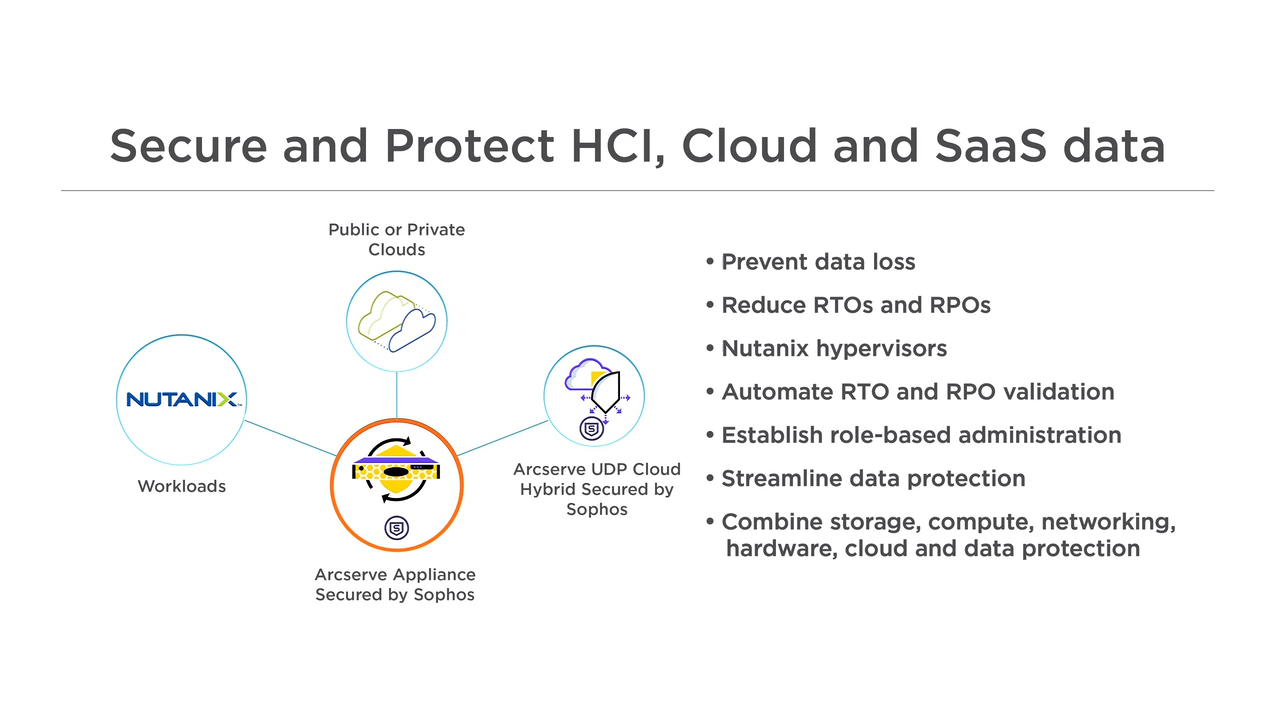 Secure and Protect HCI, Cloud and SaaS data
Public or Private
Clouds
NUTANIX™
Workloads
S
Arcserve Appliance
Secured by Sophos
S
Arcserve UDP Cloud
Hybrid Secured by
Sophos
• Prevent data loss
• Reduce RTOs and RPOs
• Nutanix hypervisors
• Automate RTO and RPO validation
• Establish role-based administration
• Streamline data protection
• Combine storage, compute, networking,
hardware, cloud and data protection